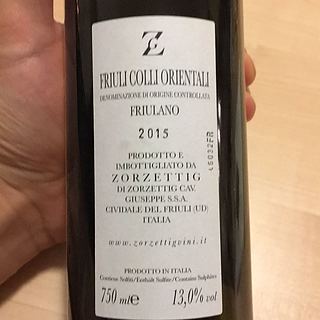 Z
FRIULI COLLI ORIENTALI
DENOMINAZIONE DI ORIGINE CONTROLLATA
FRIULANO
2015
PRODOTTO E
IMBOTTIGLIATO DA
ZORZETTIG
DI ZORZETTIG CAV.
GIUSEPPE S.S.A.
CIVIDALE DEL FRIULI (UD)
ITALIA
www.zorzettigvini.it
PRODOTTO IN ITALIA
Contiene Solfiti/Enthält Sulfite/Contains Sulphites
750 mle 13,0% vol